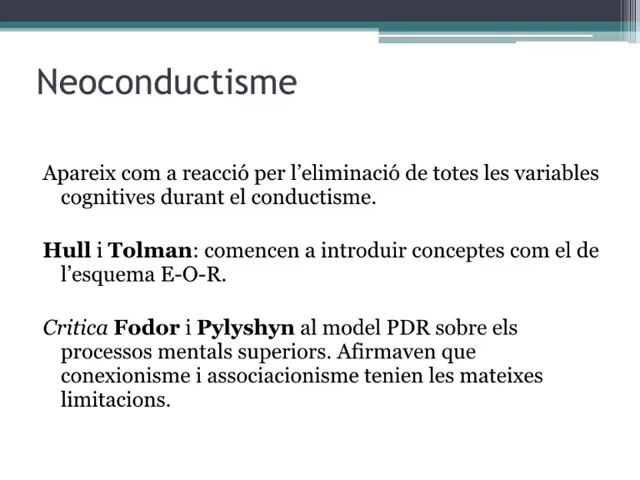 Neoconductisme
Apareix com a reacció per l’eliminació de totes les variables
cognitives durant el conductisme.
Hull i Tolman: comencen a introduir conceptes com el de
l’esquema E-O-R.
Critica Fodor i Pylyshyn al model PDR sobre els
processos mentals superiors. Afirmaven que
conexionisme i associacionisme tenien les mateixes
limitacions.